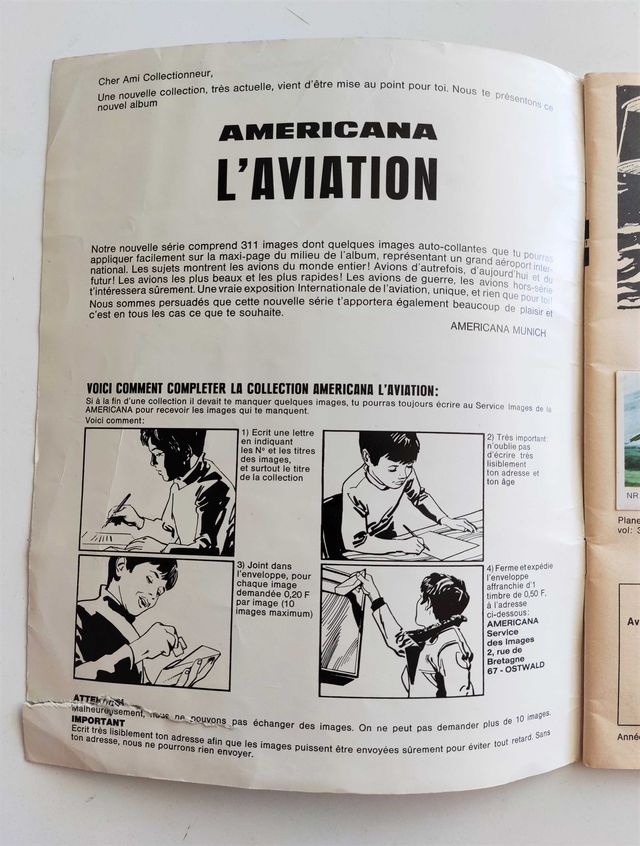 Cher Ami Collectionneur,
Une nouvelle collection, très actuelle, vient d'être mise au point pour toi. Nous te présentons ce
nouvel album
AMERICANA
L'AVIATION
Notre nouvelle série comprend 311 images dont quelques images auto-collantes que tu pourras
appliquer facilement sur la maxi-page du milieu de l'album, représentant un grand aéroport inter-
national. Les sujets montrent les avions du monde entier! Avions d'autrefois, d'aujourd'hui et du
futur! Les avions les plus beaux et les plus rapides! Les avions de guerre, les avions hors-série
t'intéressera sûrement. Une vraie exposition Internationale de l'aviation, unique, et rien que pour toi!
Nous sommes persuadés que cette nouvelle série t'apportera également beaucoup de plaisir et
c'est en tous les cas ce que te souhaite.
AMERICANA MUNICH
VOICI COMMENT COMPLETER LA COLLECTION AMERICANA L'AVIATION:
Si à la fin d'une collection il devait te manquer quelques images, tu pourras toujours écrire au Service Images de la
AMERICANA pour recevoir les images qui te manquent.
Voici comment:
1) Ecrit une lettre
en indiquant
les Nº et les titres
des images,
et surtout le titre
de la collection
2) Très important:
n'oublie pas
d'écrire très
lisiblement
ton adresse et
ton âge
3) Joint dans
l'enveloppe, pour
chaque image
demandée 0,20 F
par image (10
images maximum)
4) Ferme et expédie
l'enveloppe
affranchie d'1
timbre de 0,50 F,
à l'adresse
ci-dessous:
AMERICANA
Service
des Images
2, rue de
Bretagne
67 - OSTWALD
Malheureusement, nous ne pouvons pas échanger des images. On ne peut pas demander plus de 10 images.
IMPORTANT
Ecrit très lisiblement ton adresse afin que les images puissent être envoyées sûrement pour éviter tout retard. Sans
ton adresse, nous ne pourrons rien envoyer.
NR
Plane
vol: 3
Av
Année